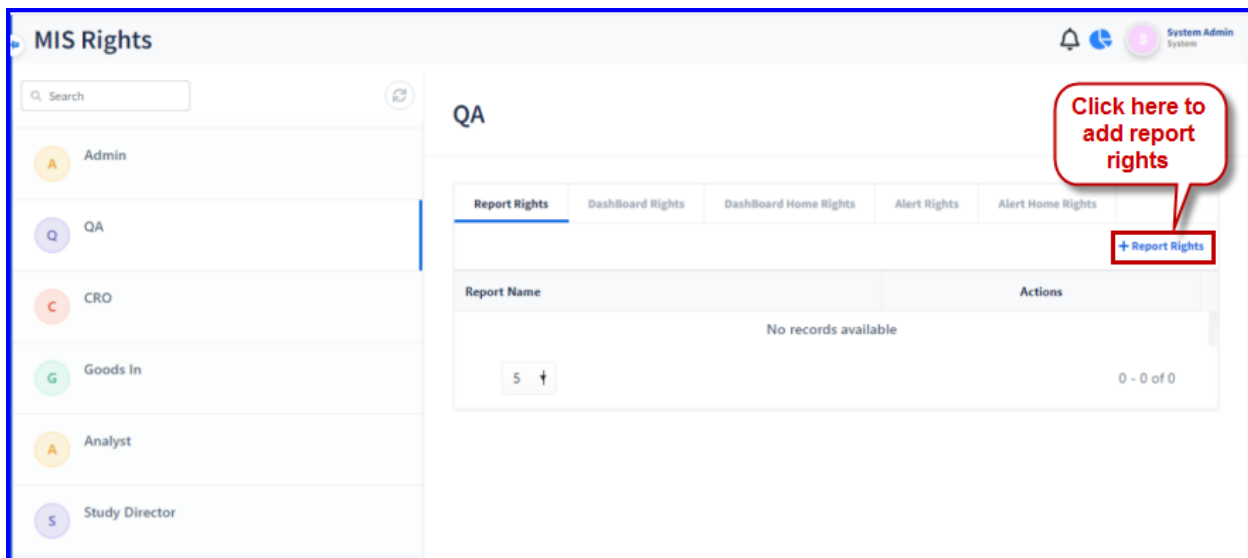 MIS Rights
S
System Admin
System
Search
QA
Click here to
add report
rights
A
Admin
Q
QA
C
CRO
G
Goods In
A
Analyst
S
Study Director
Report Rights
DashBoard Rights
DashBoard Home Rights
Alert Rights
Alert Home Rights
+ Report Rights
Report Name
Actions
No records available
5
0 - 0 of 0